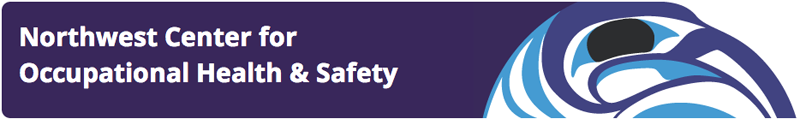 Northwest Center for
Occupational Health & Safety